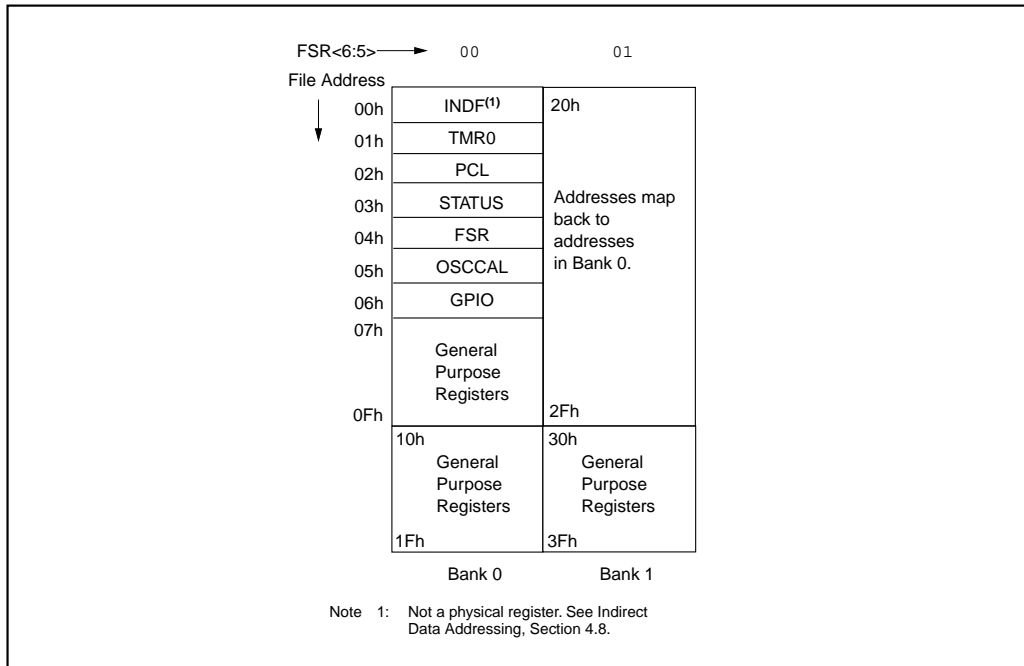 FSR<6:5> 00 01
File Address
00h INDF(1) 20h
01h TMR0
02h PCL
03h STATUS Addresses map
back to
04h FSR addresses
05h OSCCAL in Bank 0.
06h GPIO
07h
General
Purpose
Registers
0Fh 2Fh
10h 30h
General General
Purpose Purpose
Registers Registers
1Fh 3Fh
Bank 0 Bank 1
Note 1: Not a physical register. See Indirect
Data Addressing, Section 4.8.